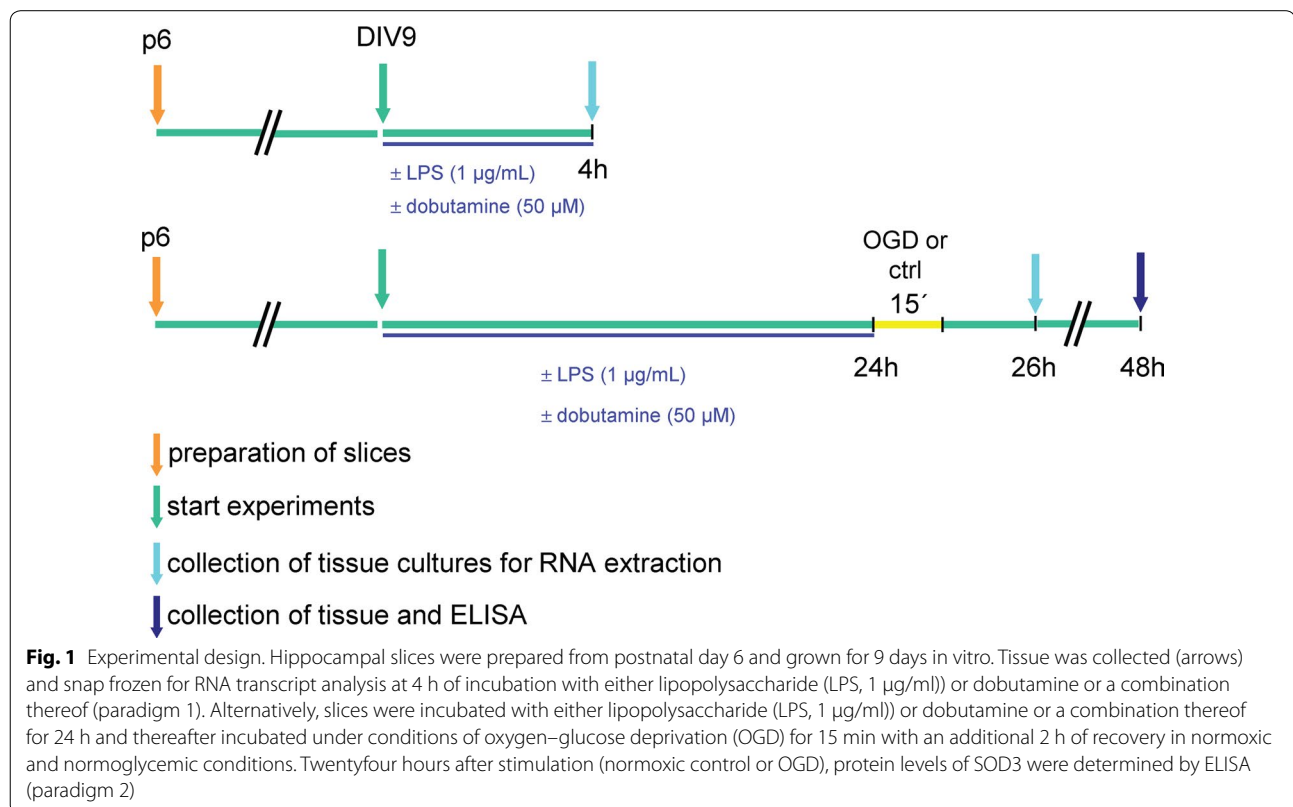 p6
DIV9
± LPS (1 µg/mL)
4h
± dobutamine (50 µM)
p6
OGD or
ctrl
15´
24h
26h
48h
± LPS (1 µg/mL)
± dobutamine (50 µM)
preparation of slices
start experiments
collection of tissue cultures for RNA extraction
collection of tissue and ELISA
Fig. 1 Experimental design. Hippocampal slices were prepared from postnatal day 6 and grown for 9 days in vitro. Tissue was collected (arrows)
and snap frozen for RNA transcript analysis at 4 h of incubation with either lipopolysaccharide (LPS, 1 µg/ml)) or dobutamine or a combination
thereof (paradigm 1). Alternatively, slices were incubated with either lipopolysaccharide (LPS, 1 µg/ml)) or dobutamine or a combination thereof
for 24 h and thereafter incubated under conditions of oxygen–glucose deprivation (OGD) for 15 min with an additional 2 h of recovery in normoxic
and normoglycemic conditions. Twentyfour hours after stimulation (normoxic control or OGD), protein levels of SOD3 were determined by ELISA
(paradigm 2)